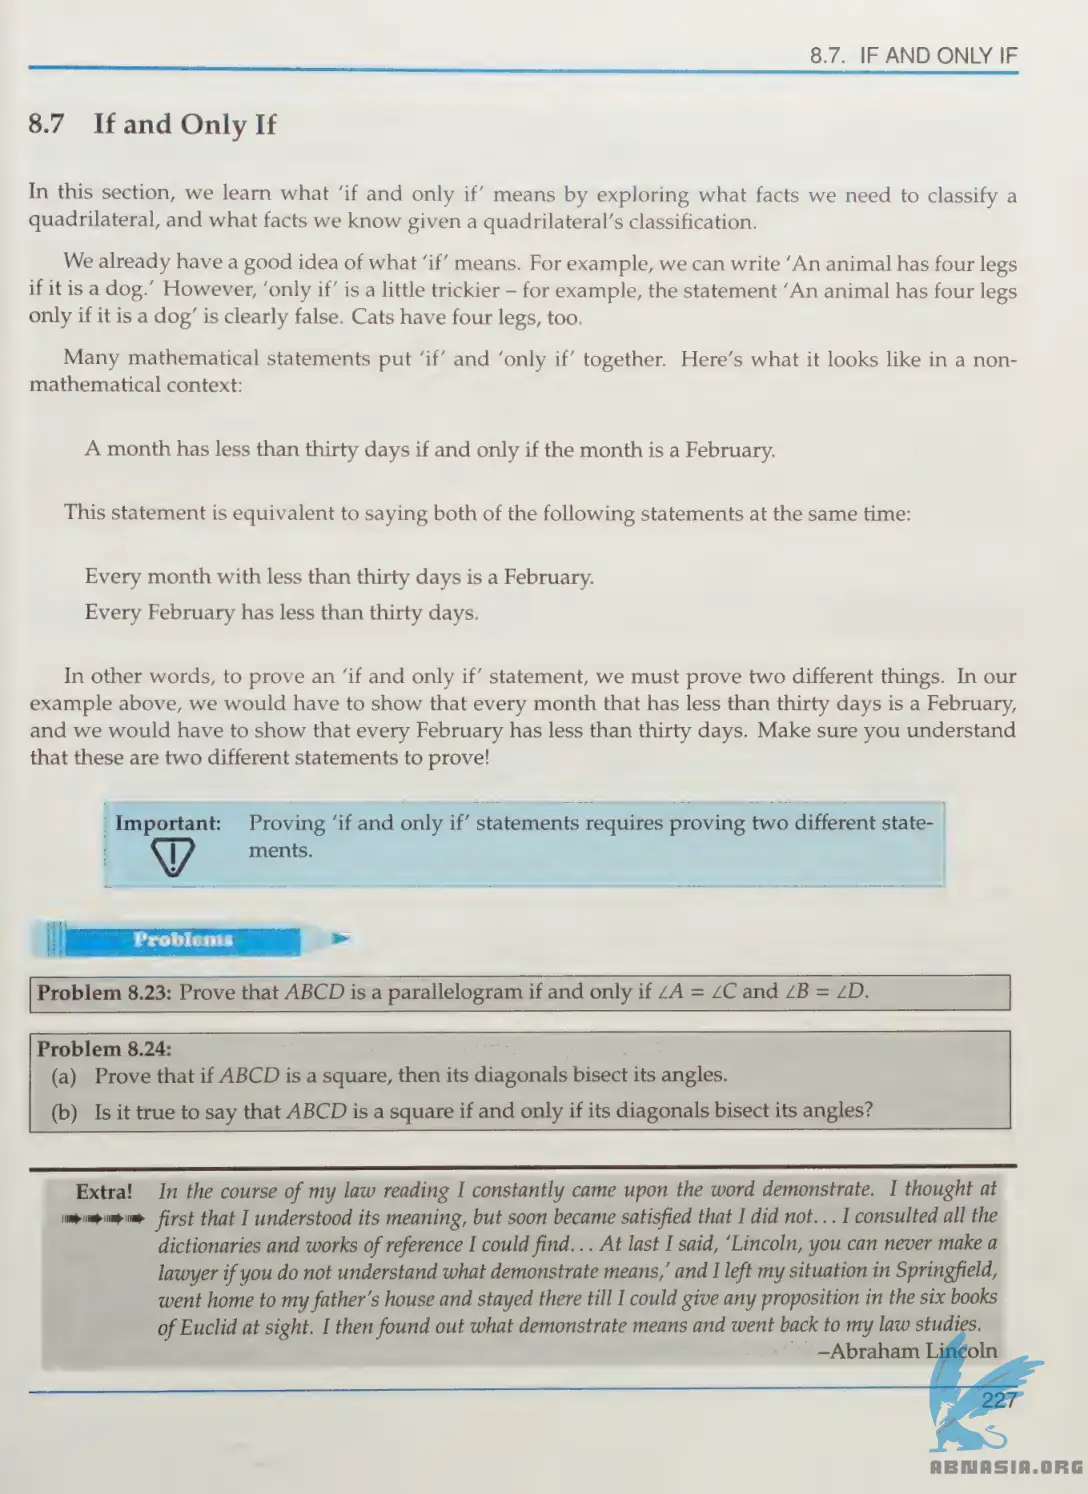 8.7. IF AND ONLY IF
8.7 If and Only If
In this section, we learn what 'if and only if' means by exploring what facts we need to classify a
quadrilateral, and what facts we know given a quadrilateral's classification.
We already have a good idea of what 'if' means. For example, we can write 'An animal has four legs
if it is a dog.' However, 'only if' is a little trickier – for example, the statement 'An animal has four legs
only if it is a dog' is clearly false. Cats have four legs, too.
Many mathematical statements put 'if' and 'only if' together. Here's what it looks like in a non-
mathematical context:
A month has less than thirty days if and only if the month is a February.
This statement is equivalent to saying both of the following statements at the same time:
Every month with less than thirty days is a February.
Every February has less than thirty days.
In other words, to prove an 'if and only if' statement, we must prove two different things. In our
example above, we would have to show that every month that has less than thirty days is a February,
and we would have to show that every February has less than thirty days. Make sure you understand
that these are two different statements to prove!
Important: Proving 'if and only if' statements requires proving two different state-
ments.
Problems
Problem 8.23: Prove that ABCD is a parallelogram if and only if ∠A = ∠C and ∠B = ∠D.
Problem 8.24:
(a) Prove that if ABCD is a square, then its diagonals bisect its angles.
(b) Is it true to say that ABCD is a square if and only if its diagonals bisect its angles?
Extra! In the course of my law reading I constantly came upon the word demonstrate. I thought at
first that I understood its meaning, but soon became satisfied that I did not... I consulted all the
dictionaries and works of reference I could find... At last I said, 'Lincoln, you can never make a
lawyer if you do not understand what demonstrate means,' and I left my situation in Springfield,
went home to my father's house and stayed there till I could give any proposition in the six books
of Euclid at sight. I then found out what demonstrate means and went back to my law studies.
–Abraham Lincoln
227
ABNASIA.ORG